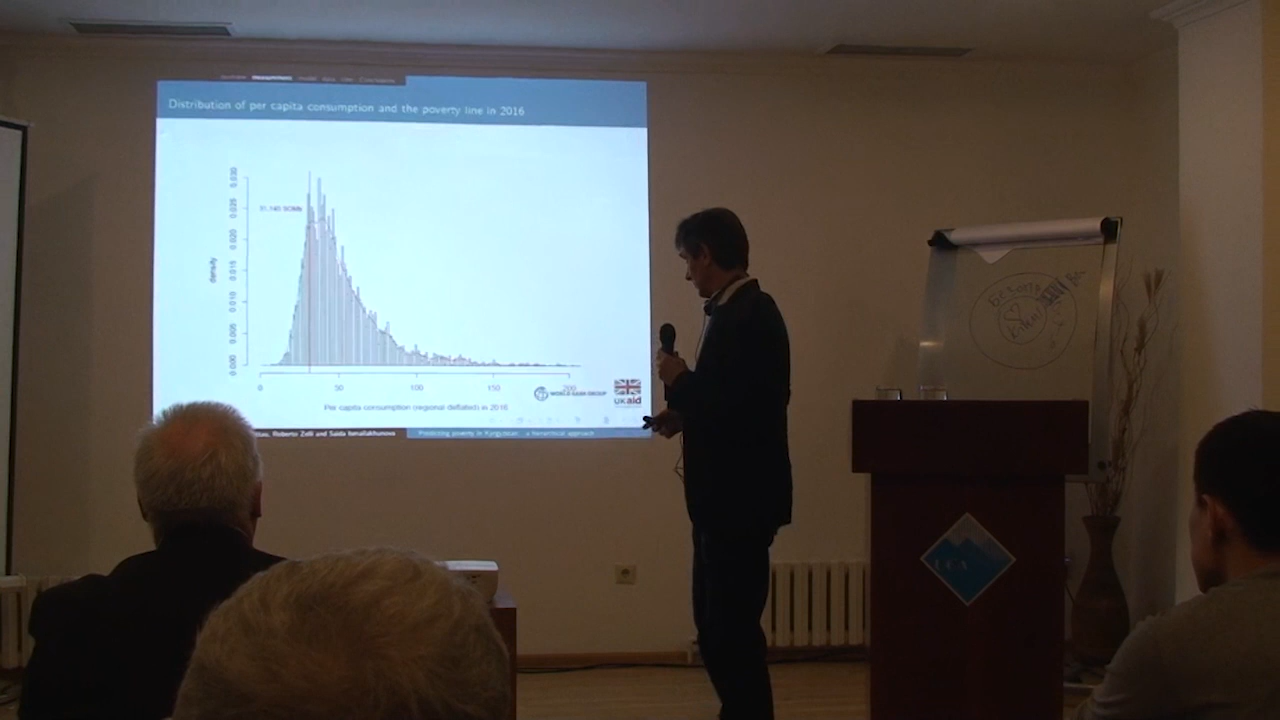 Distribution of per capita consumption and the poverty line in 2016
0.030
0.025
0.020
0.015
0.010
0.005
0.000
density
0 50 100 150 200
Per capita consumption (regional deflated) in 2016
WORLD BANK GROUP
UKaid
Roberto Zelli and Saida Ismailakhunova
Predicting poverty in Kyrgyzstan: a hierarchical approach
UCA